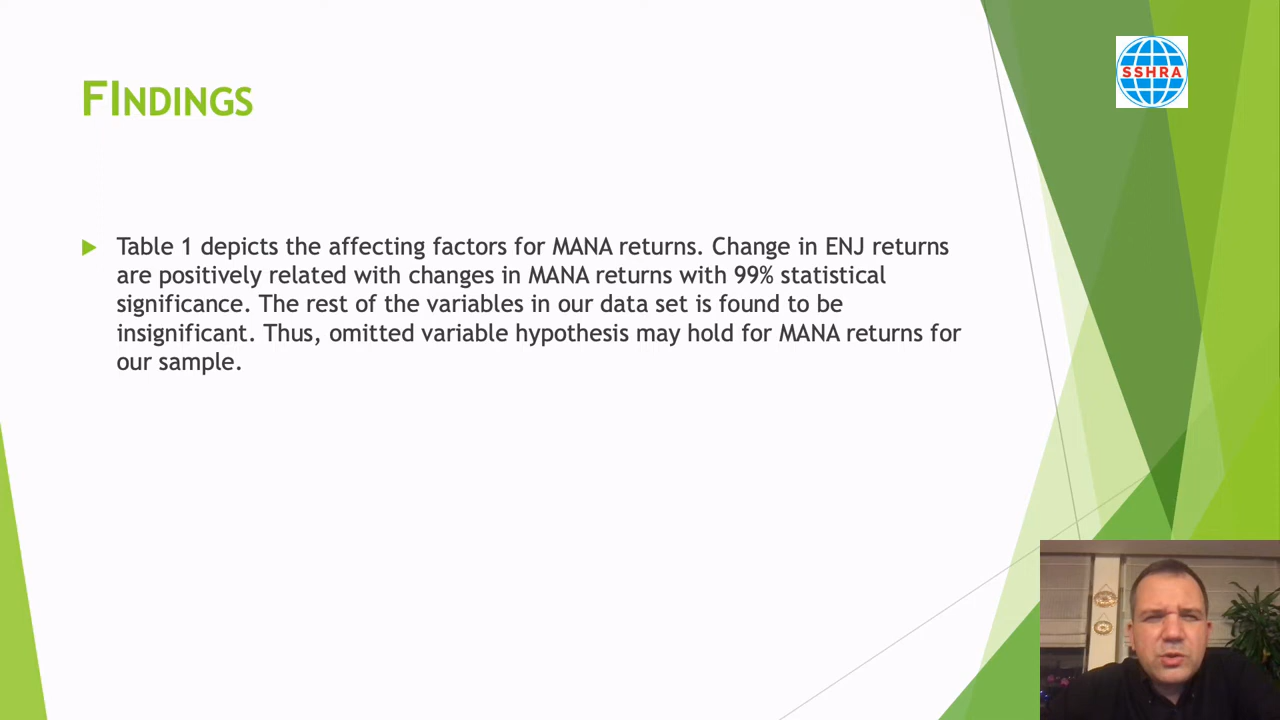 SSHRA
FINDINGS
Table 1 depicts the affecting factors for MANA returns. Change in ENJ returns
are positively related with changes in MANA returns with 99% statistical
significance. The rest of the variables in our data set is found to be
insignificant. Thus, omitted variable hypothesis may hold for MANA returns for
our sample.